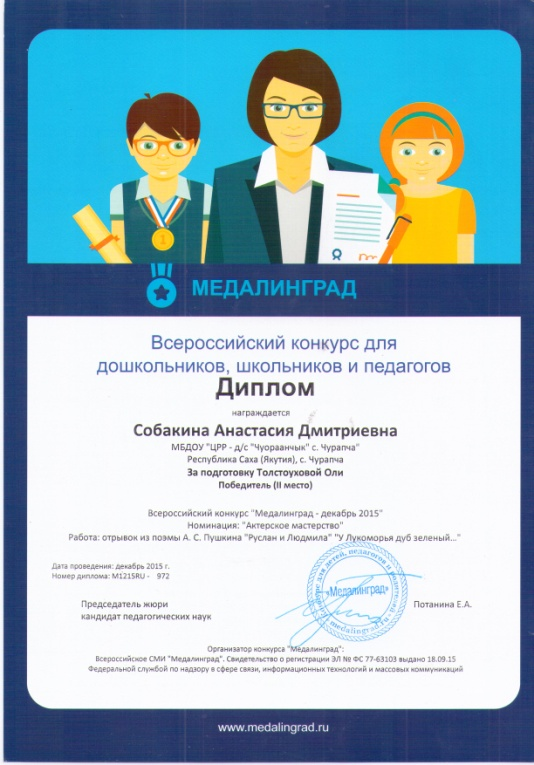 МЕДАЛИНГРАД
Всероссийский конкурс для
дошкольников, школьников и педагогов
Диплом
награждается
Собакина Анастасия Дмитриевна
МБДОУ "ЦРР - д/с "Чуораанчык" с. Чурапча"
Республика Саха (Якутия), с. Чурапча
За подготовку Толстоуховой Оли
Победитель (II место)
Всероссийский конкурс "Медалинград - декабрь 2015"
Номинация: "Актерское мастерство"
Работа: отрывок из поэмы А. С. Пушкина "Руслан и Людмила" "У Лукоморья дуб зеленый..."
Дата проведения: декабрь 2015 г.
Номер диплома: M1215RU - 972
Председатель жюри
кандидат педагогических наук
«Медалинград»
medalingrad.ru
Потанина Е.А.
Организатор конкурса "Медалинград":
Всероссийское СМИ "Медалинград". Свидетельство о регистрации ЭЛ № ФС 77-63103 выдано 18.09.15
Федеральной службой по надзору в сфере связи, информационных технологий и массовых коммуникаций
www.medalingrad.ru